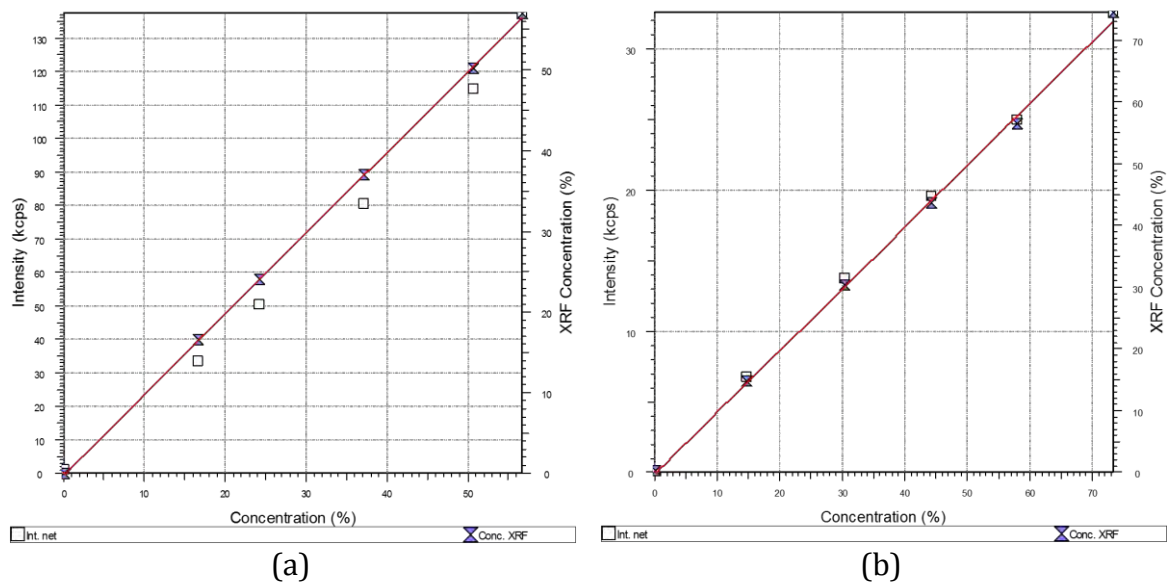 130
120
110
100
90
80
70
60
50
40
30
20
10
0
Intensity (kcps)
50
40
30
20
10
0
XRF Concentration (%)
0 10 20 30 40 50
Concentration (%)
Int. net Conc. XRF
(a)
30
20
10
0
Intensity (kcps)
70
60
50
40
30
20
10
0
XRF Concentration (%)
0 10 20 30 40 50 60 70
Concentration (%)
Int. net Conc. XRF
(b)